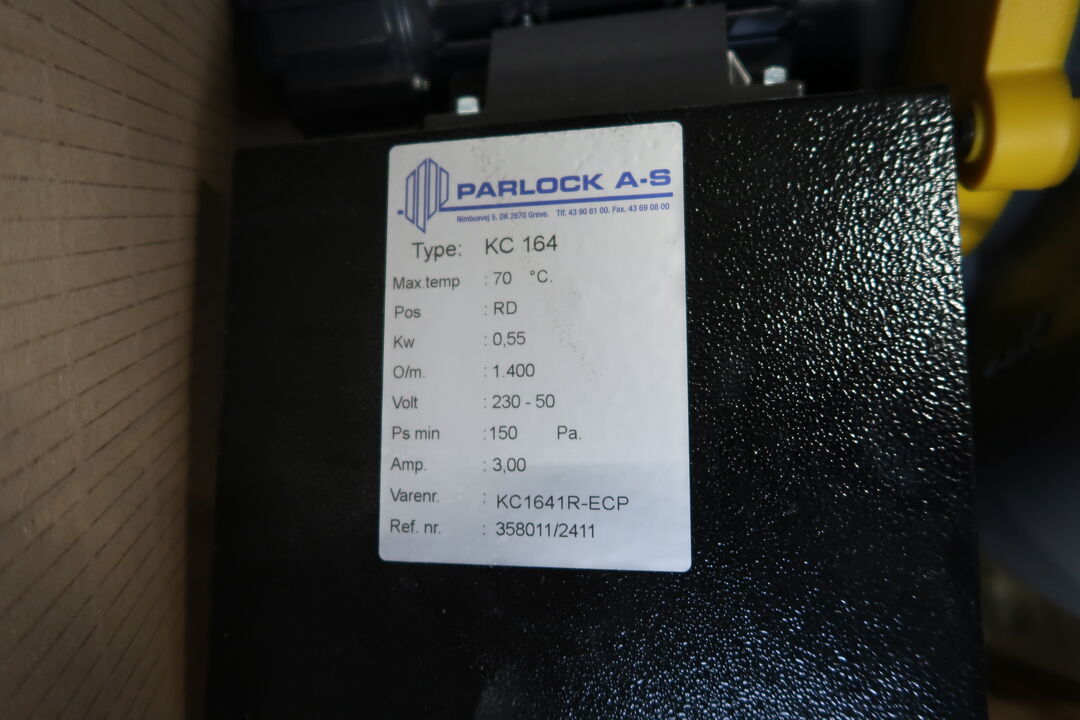 PARLOCK A-S
Nimbusvej 5. DK 2670 Greve. Tlf. 43 90 61 00. Fax. 43 69 08 00
Type: KC 164
Max.temp : 70 °C.
Pos : RD
Kw : 0,55
O/m. : 1.400
Volt : 230 - 50
Ps min :150 Pa.
Amp. : 3,00
Varenr. : KC1641R-ECP
Ref. nr. : 358011/2411